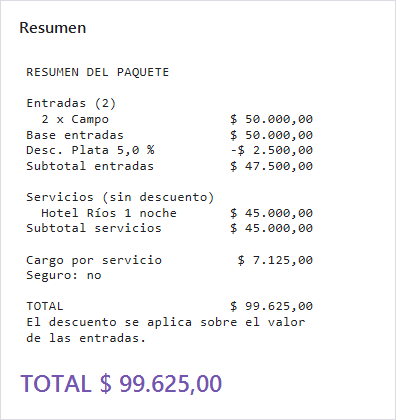 Resumen
RESUMEN DEL PAQUETE
Entradas (2)
2 x Campo $ 50.000,00
Base entradas $ 50.000,00
Desc. Plata 5,0 % -$ 2.500,00
Subtotal entradas $ 47.500,00
Servicios (sin descuento)
Hotel Ríos 1 noche $ 45.000,00
Subtotal servicios $ 45.000,00
Cargo por servicio $ 7.125,00
Seguro: no
TOTAL $ 99.625,00
El descuento se aplica sobre el valor
de las entradas.
TOTAL $ 99.625,00